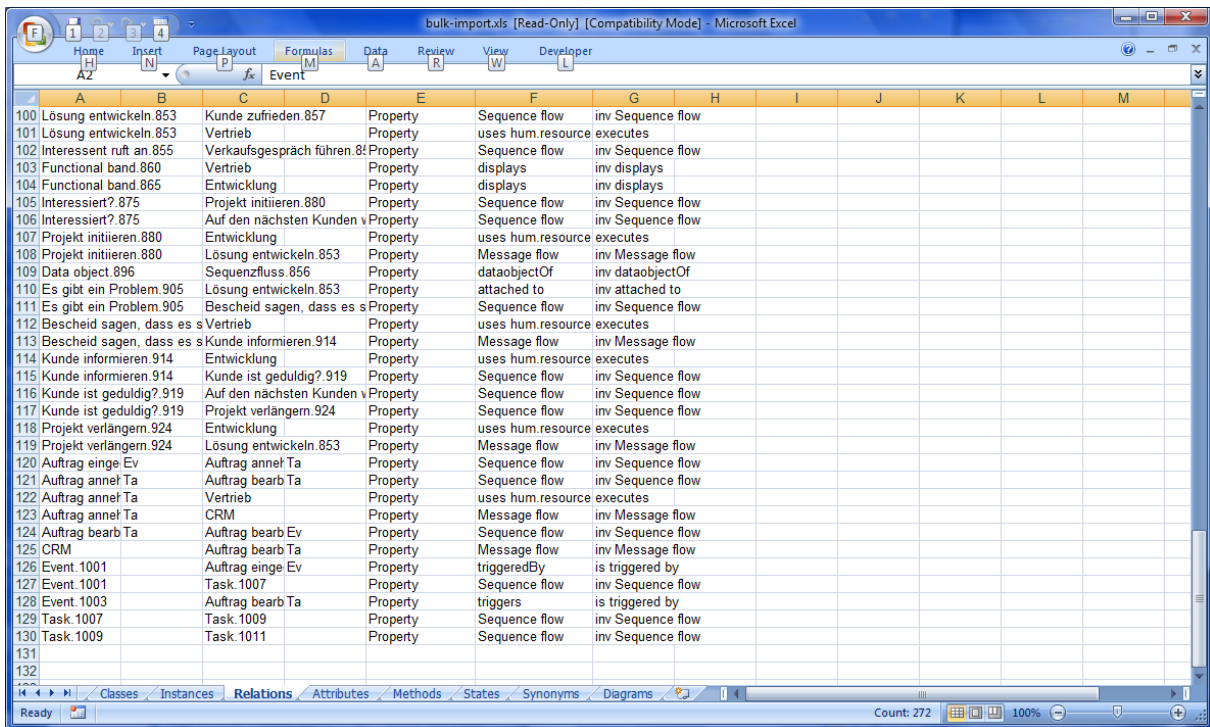 bulk-import.xls [Read-Only] [Compatibility Mode] - Microsoft Excel
F 1 2 3 4
Home Insert Page Layout Formulas Data Review View Developer
H N P M A R W L
A2 fx Event
A B C D E F G H I J K L M
100 Lösung entwickeln.853 Kunde zufrieden.857 Property Sequence flow inv Sequence flow
101 Lösung entwickeln.853 Vertrieb Property uses hum.resource executes
102 Interessent ruft an.855 Verkaufsgespräch führen.85 Property Sequence flow inv Sequence flow
103 Functional band.860 Vertrieb Property displays inv displays
104 Functional band.865 Entwicklung Property displays inv displays
105 Interessiert?.875 Projekt initiieren.880 Property Sequence flow inv Sequence flow
106 Interessiert?.875 Auf den nächsten Kunden Property Sequence flow inv Sequence flow
107 Projekt initiieren.880 Entwicklung Property uses hum.resource executes
108 Projekt initiieren.880 Lösung entwickeln.853 Property Message flow inv Message flow
109 Data object.896 Sequenzfluss.856 Property dataobjectOf inv dataobjectOf
110 Es gibt ein Problem.905 Lösung entwickeln.853 Property attached to inv attached to
111 Es gibt ein Problem.905 Bescheid sagen, dass es s Property Sequence flow inv Sequence flow
112 Bescheid sagen, dass es s Vertrieb Property uses hum.resource executes
113 Bescheid sagen, dass es s Kunde informieren.914 Property Message flow inv Message flow
114 Kunde informieren.914 Entwicklung Property uses hum.resource executes
115 Kunde informieren.914 Kunde ist geduldig?.919 Property Sequence flow inv Sequence flow
116 Kunde ist geduldig?.919 Auf den nächsten Kunden Property Sequence flow inv Sequence flow
117 Kunde ist geduldig?.919 Projekt verlängern.924 Property Sequence flow inv Sequence flow
118 Projekt verlängern.924 Entwicklung Property uses hum.resource executes
119 Projekt verlängern.924 Lösung entwickeln.853 Property Message flow inv Message flow
120 Auftrag einge Ev Auftrag anneh Ta Property Sequence flow inv Sequence flow
121 Auftrag anneh Ta Auftrag bearb Ta Property Sequence flow inv Sequence flow
122 Auftrag anneh Ta Vertrieb Property uses hum.resource executes
123 Auftrag anneh Ta CRM Property Message flow inv Message flow
124 Auftrag bearb Ta Auftrag bearb Ev Property Sequence flow inv Sequence flow
125 CRM Auftrag bearb Ta Property Message flow inv Message flow
126 Event.1001 Auftrag einge Ev Property triggeredBy is triggered by
127 Event.1001 Task.1007 Property Sequence flow inv Sequence flow
128 Event.1003 Auftrag bearb Ta Property triggers is triggered by
129 Task.1007 Task.1009 Property Sequence flow inv Sequence flow
130 Task.1009 Task.1011 Property Sequence flow inv Sequence flow
131
132
Classes Instances Relations Attributes Methods States Synonyms Diagrams
Ready Count: 272 100%